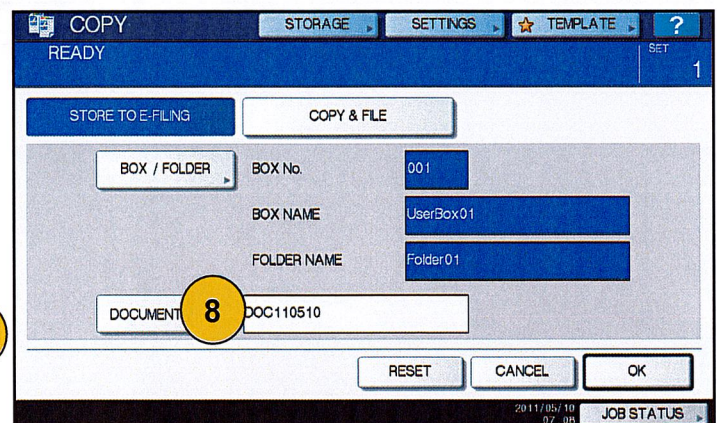 COPY STORAGE SETTINGS TEMPLATE ?
READY SET
1
STORE TO E-FILING COPY & FILE
BOX / FOLDER BOX No. 001
BOX NAME UserBox01
FOLDER NAME Folder01
DOCUMENT 8 DOC110510
RESET CANCEL OK
2011/05/10
JOB STATUS